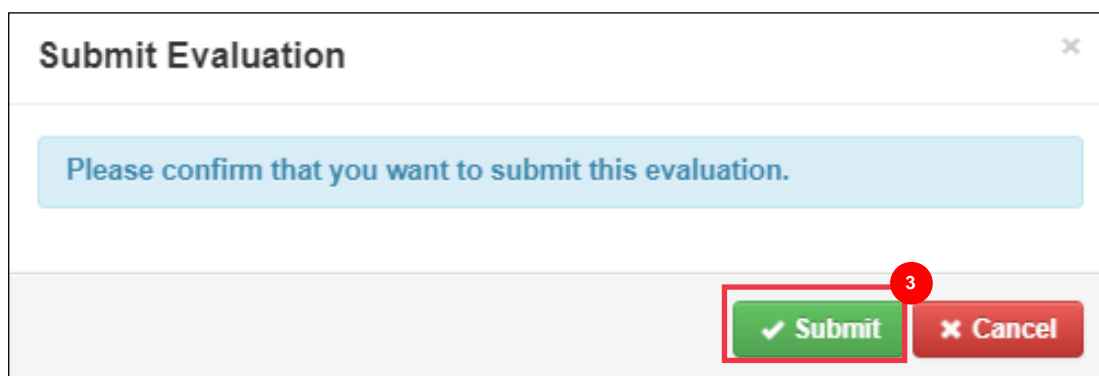 Submit Evaluation
×
Please confirm that you want to submit this evaluation.
3
✔ Submit
✖ Cancel